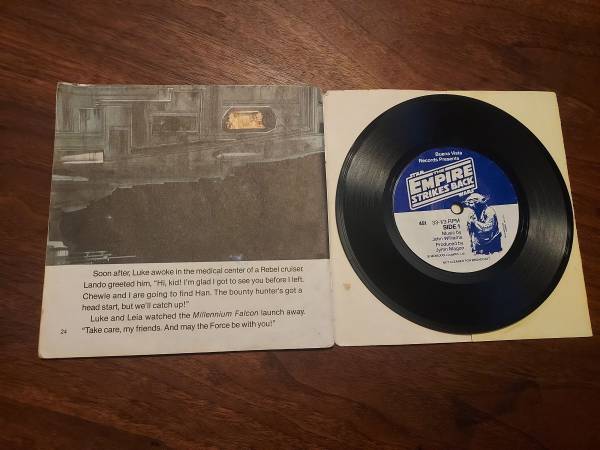 Soon after, Luke awoke in the medical center of a Rebel cruiser.
Lando greeted him, "Hi, kid! I'm glad I got to see you before I left.
Chewie and I are going to find Han. The bounty hunter's got a
head start, but we'll catch up!"
Luke and Leia watched the Millennium Falcon launch away.
"Take care, my friends. And may the Force be with you!"
24
Buena Vista
Records Presents
STAR WARS
THE
EMPIRE
STRIKES BACK
451 33-1/3 RPM
SIDE 1
Music by
John Williams
Produced by
Jymn Magon